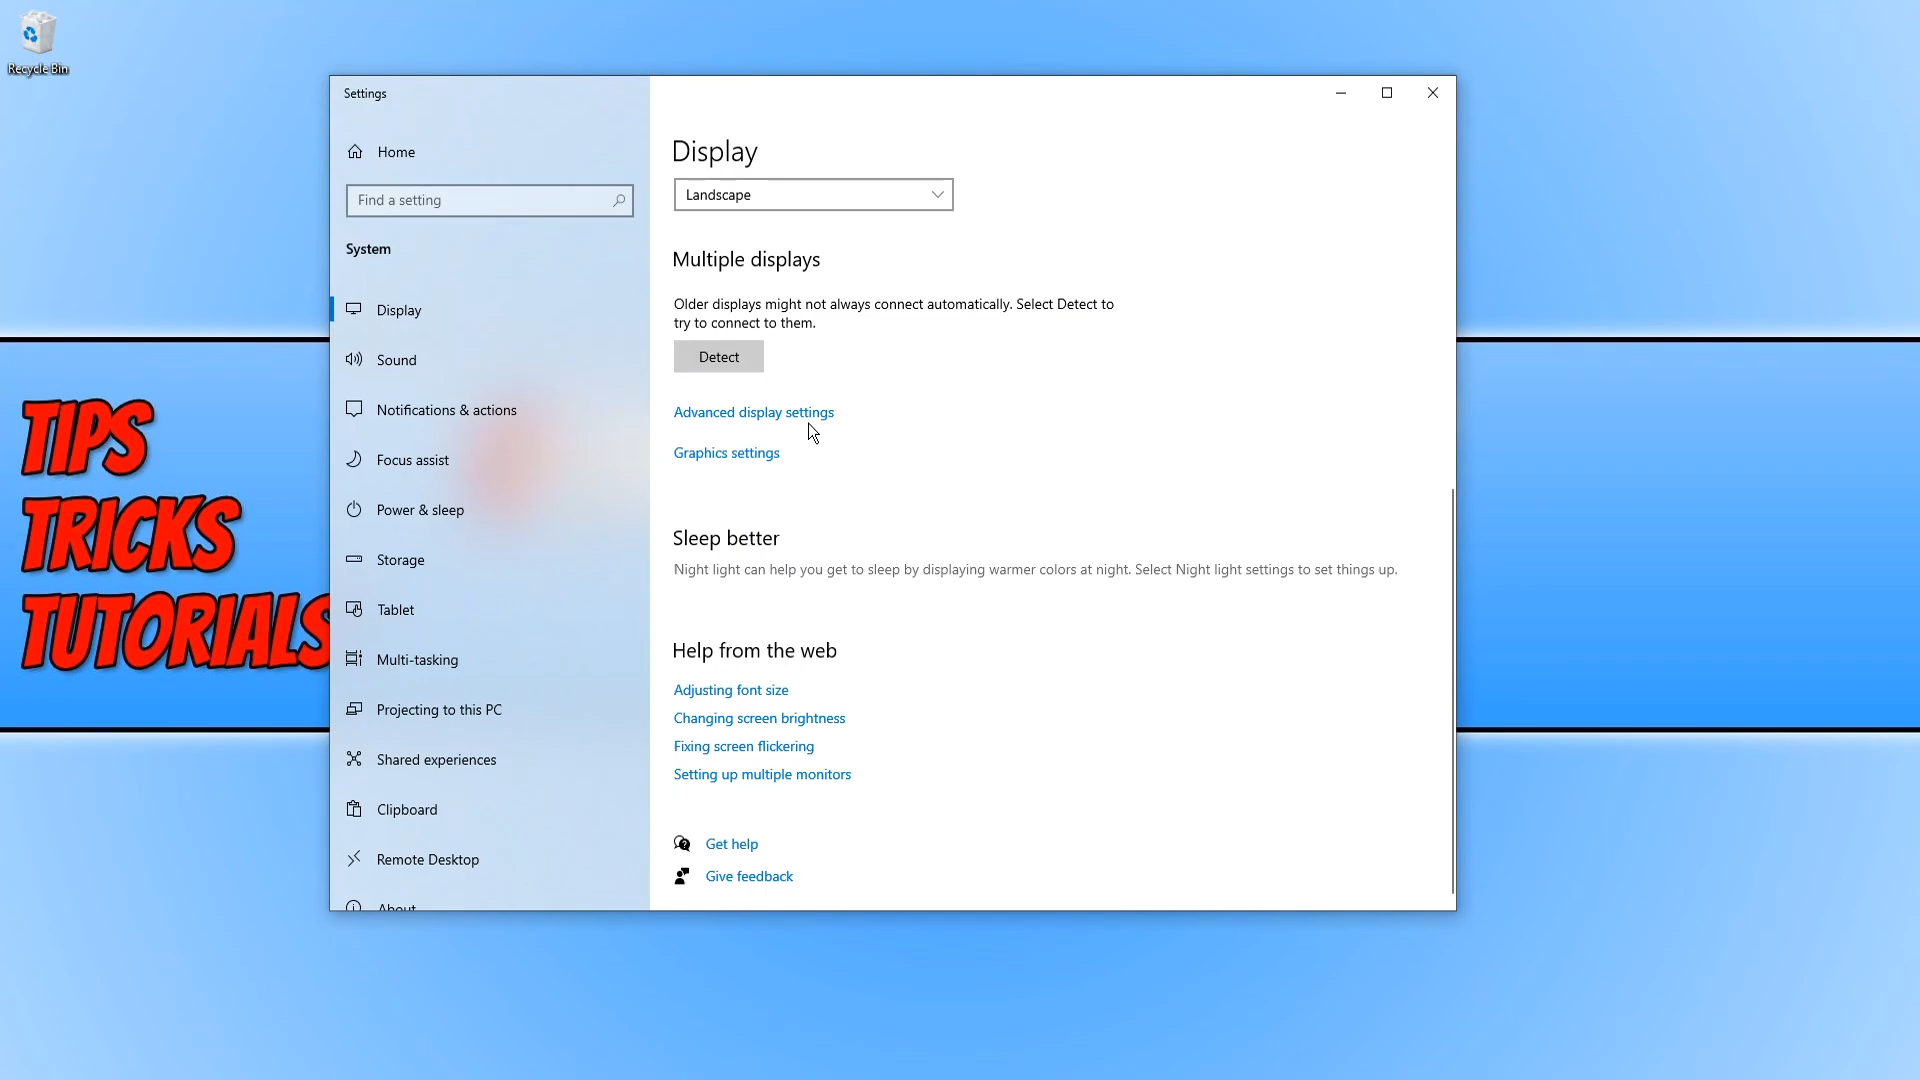 Recycle Bin
Settings
Home
Find a setting
System
Display
Sound
Notifications & actions
Focus assist
Power & sleep
Storage
Tablet
Multi-tasking
Projecting to this PC
Shared experiences
Clipboard
Remote Desktop
About
Display
Landscape
Multiple displays
Older displays might not always connect automatically. Select Detect to
try to connect to them.
Detect
Advanced display settings
Graphics settings
Sleep better
Night light can help you get to sleep by displaying warmer colors at night. Select Night light settings to set things up.
Help from the web
Adjusting font size
Changing screen brightness
Fixing screen flickering
Setting up multiple monitors
Get help
Give feedback
TIPS
TRICKS
TUTORIALS